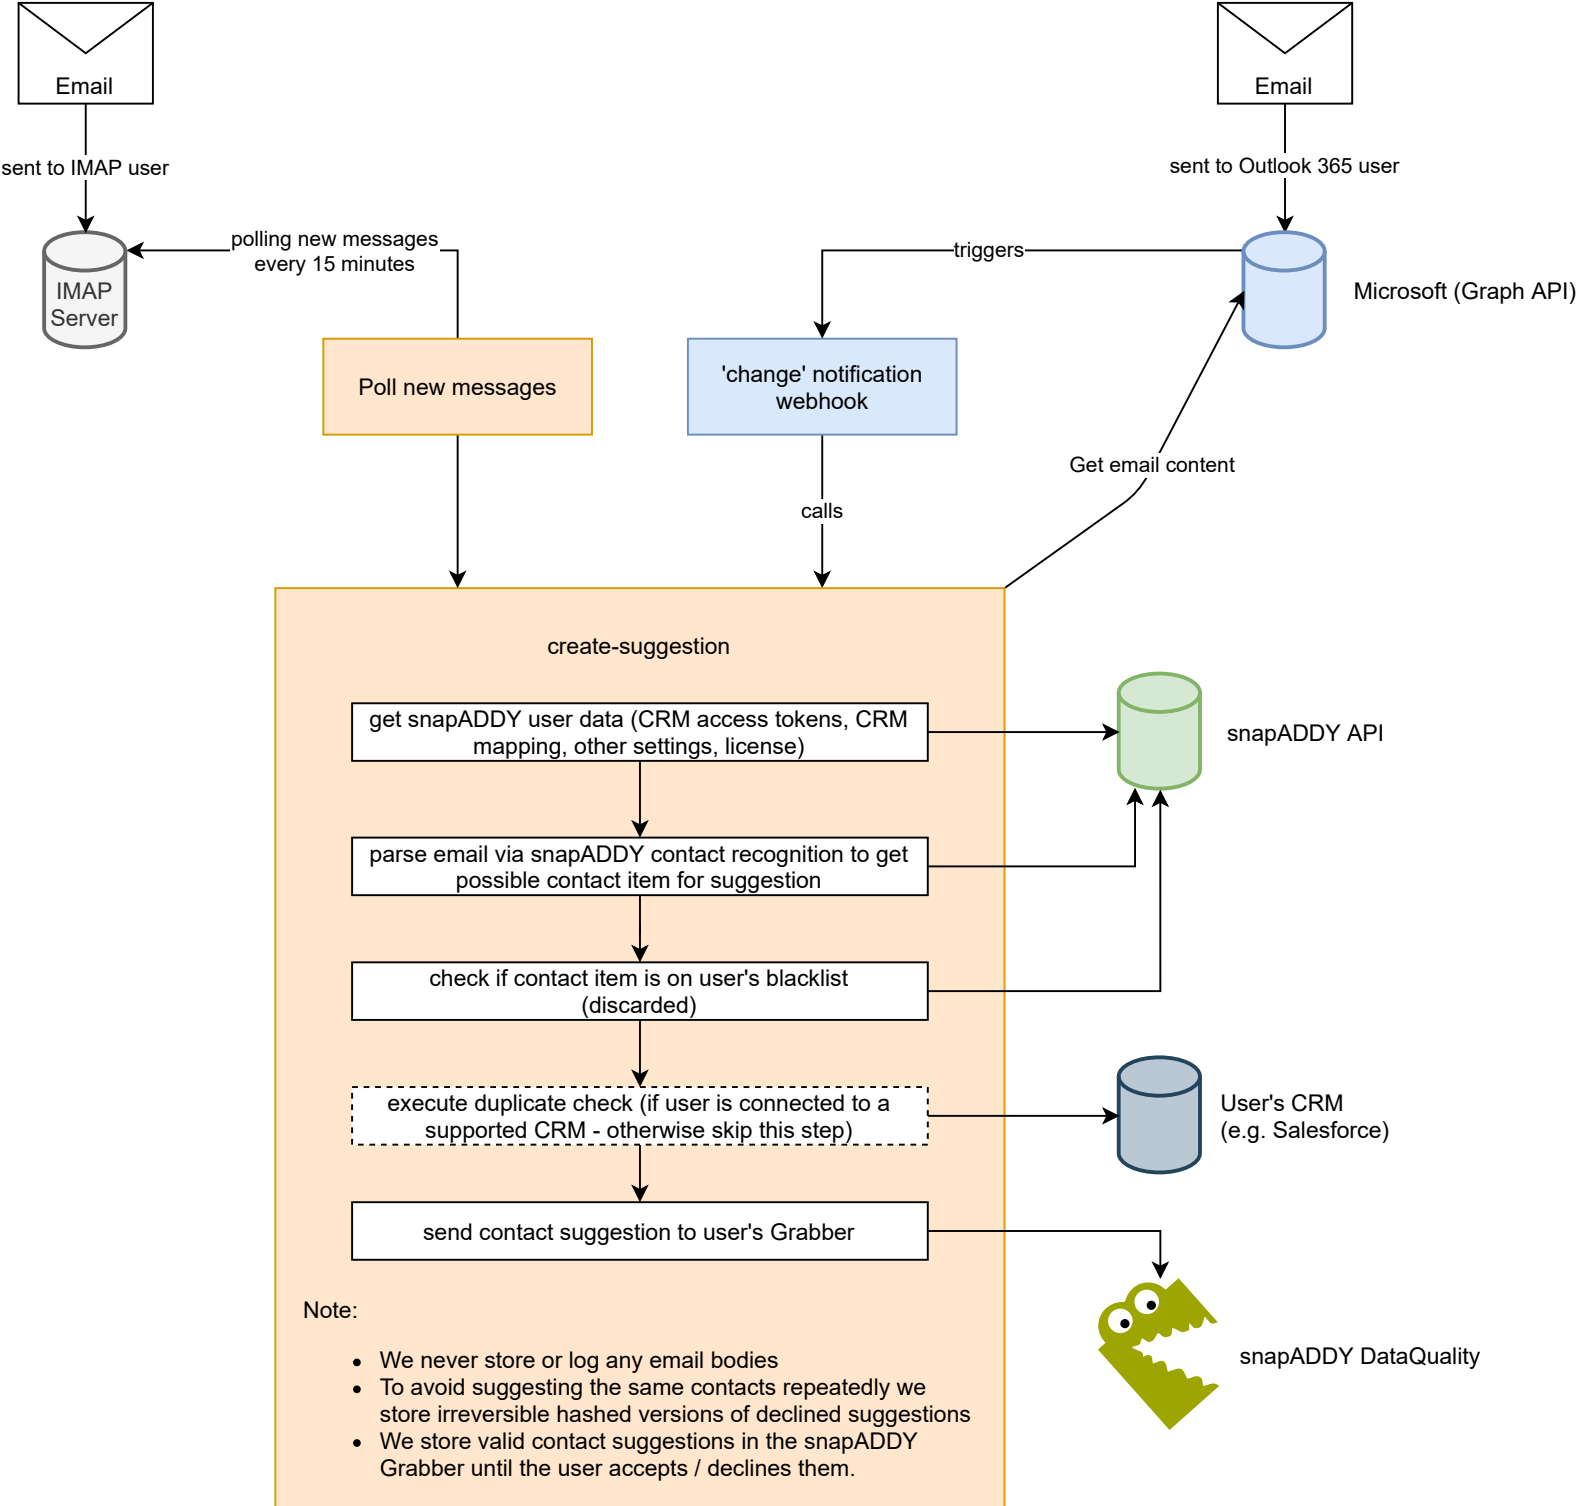 Email
Email
sent to IMAP user
sent to Outlook 365 user
polling new messages
every 15 minutes
triggers
IMAP
Server
Microsoft (Graph API)
Poll new messages
'change' notification
webhook
Get email content
calls
create-suggestion
get snapADDY user data (CRM access tokens, CRM
mapping, other settings, license)
snapADDY API
parse email via snapADDY contact recognition to get
possible contact item for suggestion
check if contact item is on user's blacklist
(discarded)
execute duplicate check (if user is connected to a
supported CRM - otherwise skip this step)
User's CRM
(e.g. Salesforce)
send contact suggestion to user's Grabber
Note:
snapADDY DataQuality
• We never store or log any email bodies
• To avoid suggesting the same contacts repeatedly we
store irreversible hashed versions of declined suggestions
• We store valid contact suggestions in the snapADDY
Grabber until the user accepts / declines them.